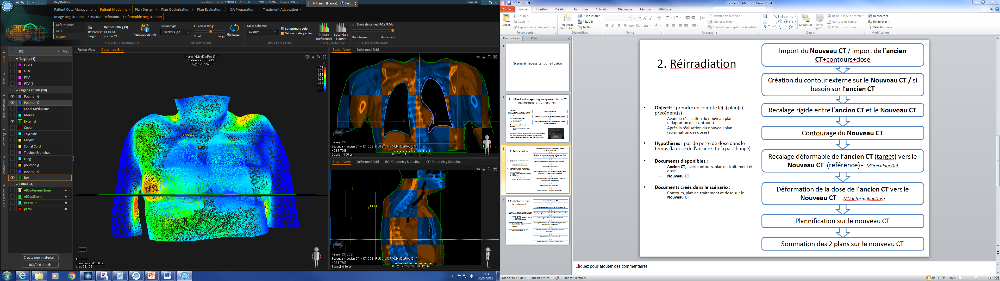 RayStation 6
Patient name: ANDREE BARBIER ID: 201603596 Case: CASE 2
FR French (France) Help
Clinical
Patient Data Management Patient Modeling Plan Design Plan Optimization Plan Evaluation QA Preparation Treatment Adaptation
Image Registration Structure Definition Deformable Registration
Deformation
Grid
Fusion
HybridDefReg (3)
Reference: CT DOSI
Target: ancien CT
Registration info
CURRENT REGISTRATION
Fusion type:
Checkers [Alt + I
Fusion setting:
Small Large
Flip pattern
DISPLAY MODE
Color scheme:
Custom
Set primary color
Set secondary color
DISPLAY COLORS
Primary (Reference)
Secondary (Target)
LEVEL / WINDOW
Show deformed ROIs/POIs
Undeformed Deformed
DEFORMATION RATIO
ROIs
POIs
Registrations
Scripting
Protocols
Visualization
ROI Matl
Targets (4)
CTV T
GTV
PTV
PTV (1)
Organs at risk (14)
Poumon G
Poumon D
Canal Médullaire
Moelle
External
Coeur
Thyroide
Larynx
Spinal Cord
Trachée Bronches
Lung
poumon g
poumon d
box
Other (4)
AIOinterieur-1mm
AIOext3mm
interieur
paroi
Create new material...
ROI/POI details
Fusion View Deformed Grid
Name: 'HybridDefReg (3)1'
Reference: 'CT DOSI'
Target: 'ancien CT'
cm
2.44
2.05
1.63
1.22
0.83
0.41
0.00
isosusclav
REF1
CT DOSI
Transversal: -12.60 cm
Slice 34/126
Fusion View Deformed Grid
Primary: CT DOSI
Secondary: ancien CT -> CT DOSI (FoR and DR 'HybridDefReg (3)1')
HOST-7569
Coronal: -8.50 cm
0 2 4 6 8 10 12 cm
Fusion View Deformed Grid ROI Geometry Statistics POI Geometry Statistics
REF1
Primary: CT DOSI
Secondary: ancien CT -> CT DOSI (FoR and DR 'HybridDefReg (3)1')
HOST-7569
Sagittal: 0.90 cm
0 2 4 6 8 10 12 14 cm
18:14
30/04/2018
Scenarii - Microsoft PowerPoint
Fichier Accueil Insertion Création Transitions Animations Diaporama Révision Affichage
Coller
Couper
Copier
Reproduire la mise en forme
Presse-papiers
Nouvelle diapositive
Disposition
Rétablir
Section
Diapositives
12
G I S S abc AV Aa A
Police
Orientation du texte
Aligner le texte
Convertir en graphique SmartArt
Paragraphe
Organiser
Styles rapides
Remplissage de forme
Contour de forme
Effets sur la forme
Dessin
Rechercher
Remplacer
Sélectionner
Modification
Diapositives Plan
1
Scenarii nécessitant une fusion
2
1. Utilisation d'images diagnostiques en plus du CT
dosimétrique - CT / CT-TEP / IRM -
3
2. Réirradiation
4
3. Evaluation en cours
de traitement
2. Réirradiation
• Objectif : prendre en compte le(s) plan(s)
précédent(s)
– Avant la réalisation du nouveau plan
(adaptation des contours)
– Après la réalisation du nouveau plan
(sommation des doses)
• Hypothèses : pas de perte de dose dans le
temps (la dose de l'ancien CT n'a pas changé)
• Documents disponibles :
– Ancien CT, avec contours, plan de traitement et
dose
– Nouveau CT
• Documents créés dans le scénario :
– Contours, plan de traitement et dose sur le
Nouveau CT
Import du Nouveau CT / Import de l'ancien
CT+contours+dose
Création du contour externe sur le Nouveau CT / si
besoin sur l'ancien CT
Recalage rigide entre l'ancien CT et le Nouveau CT
Contourage du Nouveau CT
Recalage déformable de l'ancien CT (target) vers le
Nouveau CT (référence) - MOrecalageDef
Déformation de la dose de l'ancien CT vers le
Nouveau CT – MOdeformationDose
Plannification sur le nouveau CT
Sommation des 2 plans sur le nouveau CT
Cliquez pour ajouter des commentaires
Diapositive 3 de 4 "Thème Office" Français (France) 116 %